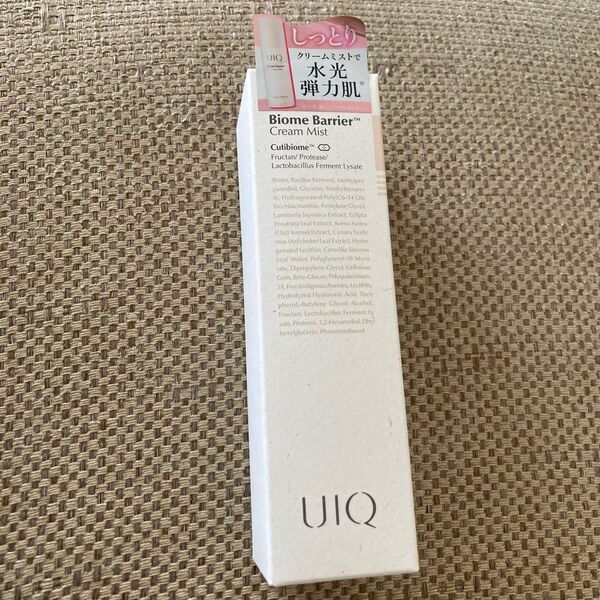 しっとり
クリームミストで
水光
弾力肌
UIQ
Biome Barrier
Biome Barrier™
Cream Mist
Cutibiome™
Fructan/ Protease/
Lactobacillus Ferment Lysate
Water, Bacillus Ferment, Methylpro
panediol, Glycerin, Triethylhexano
in, Hydrogenated Poly(C6-14 Ole
fin), Niacinamide, Pentylene Glycol,
Laminaria Japonica Extract, Eclipta
Prostrata Leaf Extract, Avena Sativa
(Oat) Kernel Extract, Cynara Scoly
mus (Artichoke) Leaf Extract, Hydro
genated Lecithin, Camellia Sinensis
Leaf Water, Polyglyceryl-10 Myris
tate, Dipropylene Glycol, Cellulose
Gum, Beta-Glucan, Polyquaternium-
51, Fructooligosaccharides, Lecithin,
Hydrolyzed Hyaluronic Acid, Toco
pherol, Butylene Glycol, Alcohol,
Fructan, Lactobacillus Ferment Ly
sate, Protease, 1,2-Hexanediol, Ethyl
hexylglycerin, Phenoxyethanol
UIQ